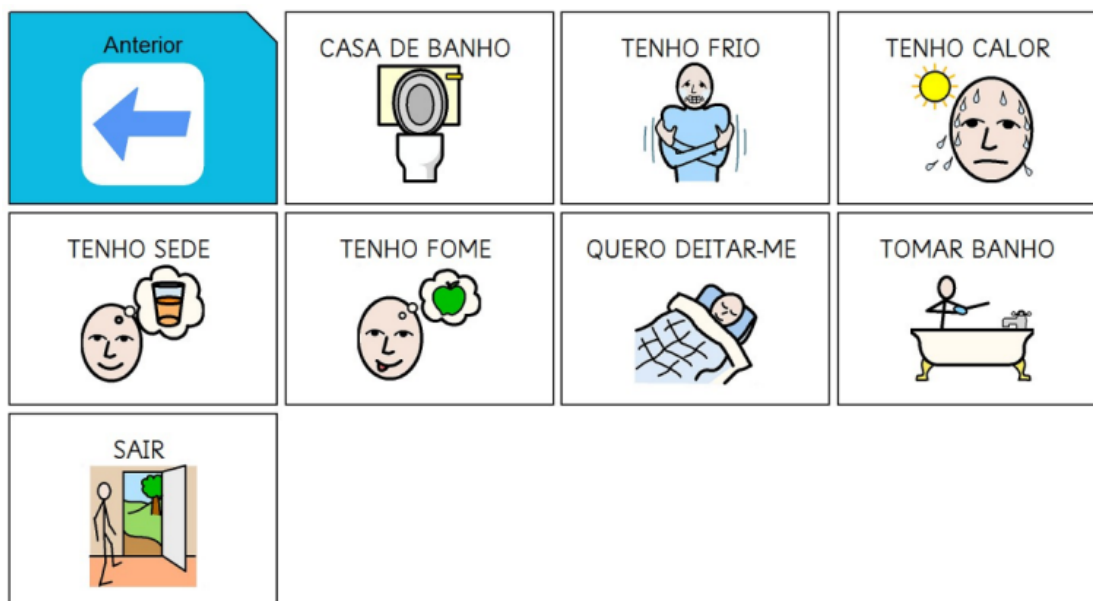 Anterior
CASA DE BANHO
TENHO FRIO
TENHO CALOR
TENHO SEDE
TENHO FOME
QUERO DEITAR-ME
TOMAR BANHO
SAIR